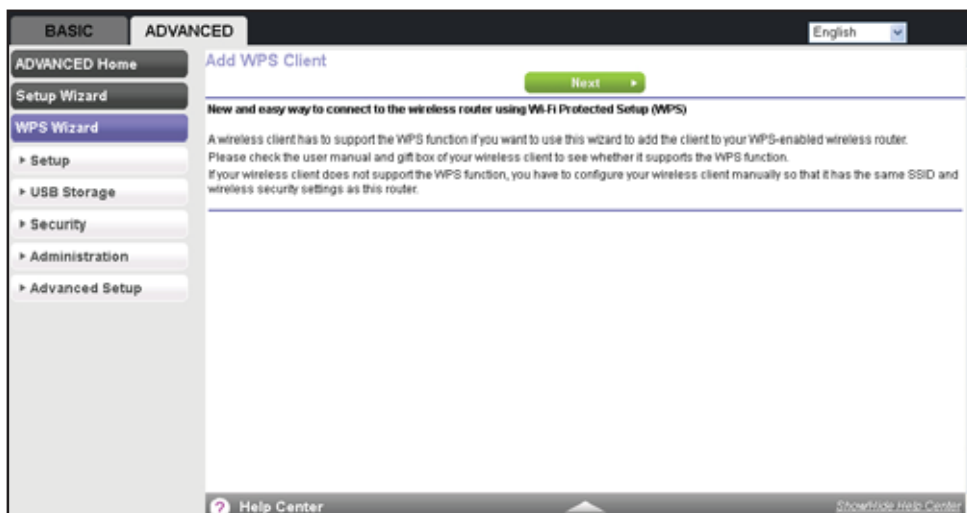 BASIC
ADVANCED
English
ADVANCED Home
Setup Wizard
WPS Wizard
Setup
USB Storage
Security
Administration
Advanced Setup
Add WPS Client
Next
New and easy way to connect to the wireless router using Wi-Fi Protected Setup (WPS)
A wireless client has to support the WPS function if you want to use this wizard to add the client to your WPS-enabled wireless router.
Please check the user manual and gift box of your wireless client to see whether it supports the WPS function.
If your wireless client does not support the WPS function, you have to configure your wireless client manually so that it has the same SSID and
wireless security settings as this router.
? Help Center
Show/Hide Help Center